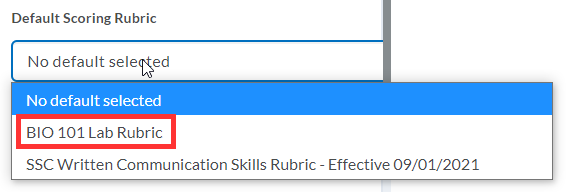 Default Scoring Rubric
No default selected
No default selected
BIO 101 Lab Rubric
SSC Written Communication Skills Rubric - Effective 09/01/2021